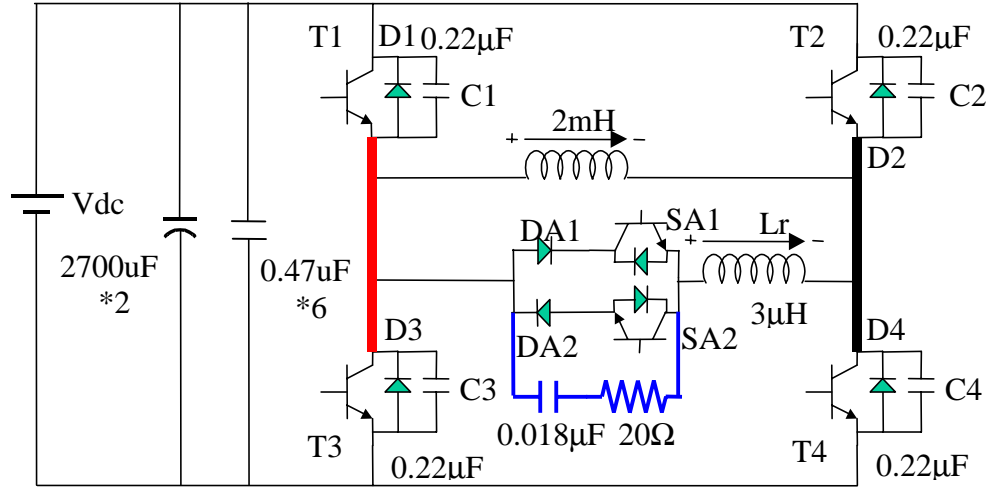 T1
D1
0.22μF
C1
T2
0.22μF
C2
D2
+ 2mH -
Vdc
2700uF
*2
0.47uF
*6
DA1
SA1
+ Lr -
3μH
D3
DA2
SA2
D4
C3
T3
0.22μF
0.018μF
20Ω
C4
T4
0.22μF